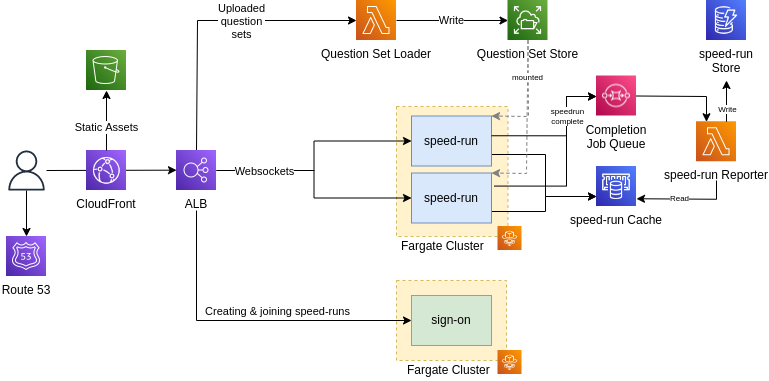 Uploaded
question
sets
Write
Question Set Loader
Question Set Store
speed-run
Store
mounted
Static Assets
speedrun
complete
Write
Completion
Job Queue
speed-run
speed-run Reporter
Websockets
CloudFront
ALB
speed-run
Read
speed-run Cache
Fargate Cluster
53
Route 53
Creating & joining speed-runs
sign-on
Fargate Cluster